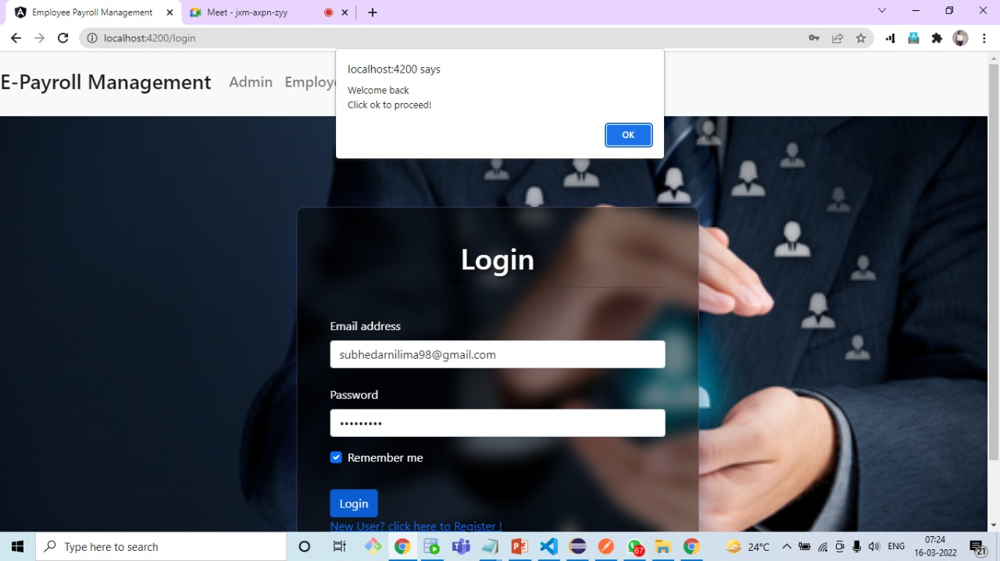 Employee Payroll Management
Meet - jxm-axpn-zyy
localhost:4200/login
E-Payroll Management Admin
localhost:4200 says
Welcome back
Click ok to proceed!
OK
Login
Email address
subhedarnilima98@gmail.com
Password
•••••••••
Remember me
Login
New User? click here to Register !
Type here to search
67
24°C
ENG
07:24
16-03-2022
21